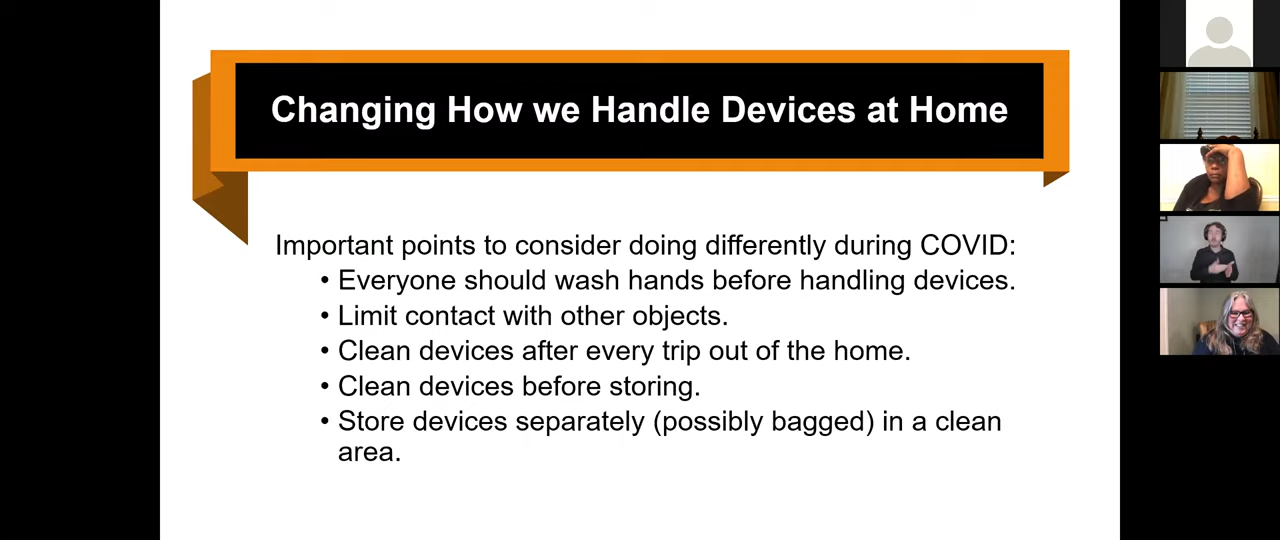 Changing How we Handle Devices at Home
Important points to consider doing differently during COVID:
• Everyone should wash hands before handling devices.
• Limit contact with other objects.
• Clean devices after every trip out of the home.
• Clean devices before storing.
• Store devices separately (possibly bagged) in a clean
area.